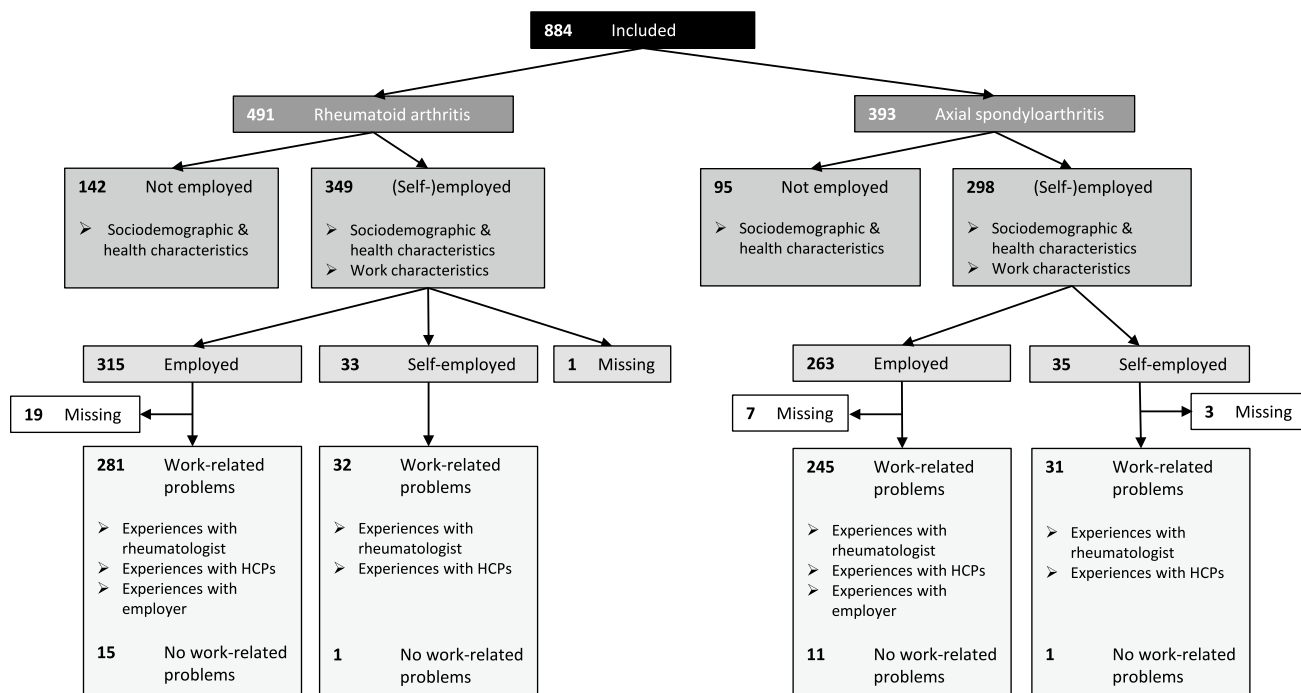 884 Included
491 Rheumatoid arthritis
393 Axial spondyloarthritis
142 Not employed
➢ Sociodemographic &
health characteristics
349 (Self-)employed
➢ Sociodemographic &
health characteristics
➢ Work characteristics
95 Not employed
➢ Sociodemographic &
health characteristics
298 (Self-)employed
➢ Sociodemographic &
health characteristics
➢ Work characteristics
315 Employed
33 Self-employed
1 Missing
263 Employed
35 Self-employed
19 Missing
7 Missing
3 Missing
281 Work-related
problems
➢ Experiences with
rheumatologist
➢ Experiences with HCPs
➢ Experiences with
employer
15 No work-related
problems
32 Work-related
problems
➢ Experiences with
rheumatologist
➢ Experiences with HCPs
1 No work-related
problems
245 Work-related
problems
➢ Experiences with
rheumatologist
➢ Experiences with HCPs
➢ Experiences with
employer
11 No work-related
problems
31 Work-related
problems
➢ Experiences with
rheumatologist
➢ Experiences with HCPs
1 No work-related
problems